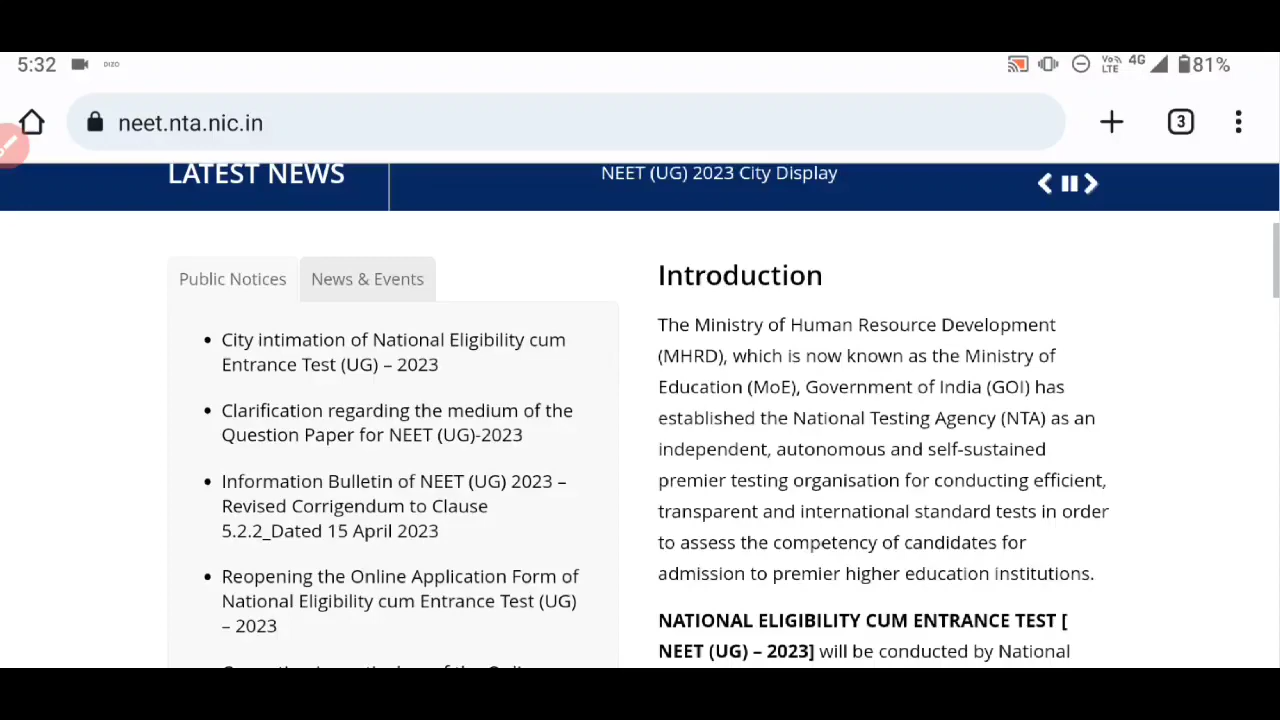 5:32 DIZO Vo)) LTE 4G 81%
neet.nta.nic.in 3
LATEST NEWS
NEET (UG) 2023 City Display
Public Notices
News & Events
• City intimation of National Eligibility cum
Entrance Test (UG) – 2023
• Clarification regarding the medium of the
Question Paper for NEET (UG)-2023
• Information Bulletin of NEET (UG) 2023 –
Revised Corrigendum to Clause
5.2.2_Dated 15 April 2023
• Reopening the Online Application Form of
National Eligibility cum Entrance Test (UG)
– 2023
Introduction
The Ministry of Human Resource Development
(MHRD), which is now known as the Ministry of
Education (MoE), Government of India (GOI) has
established the National Testing Agency (NTA) as an
independent, autonomous and self-sustained
premier testing organisation for conducting efficient,
transparent and international standard tests in order
to assess the competency of candidates for
admission to premier higher education institutions.
NATIONAL ELIGIBILITY CUM ENTRANCE TEST [
NEET (UG) – 2023] will be conducted by National